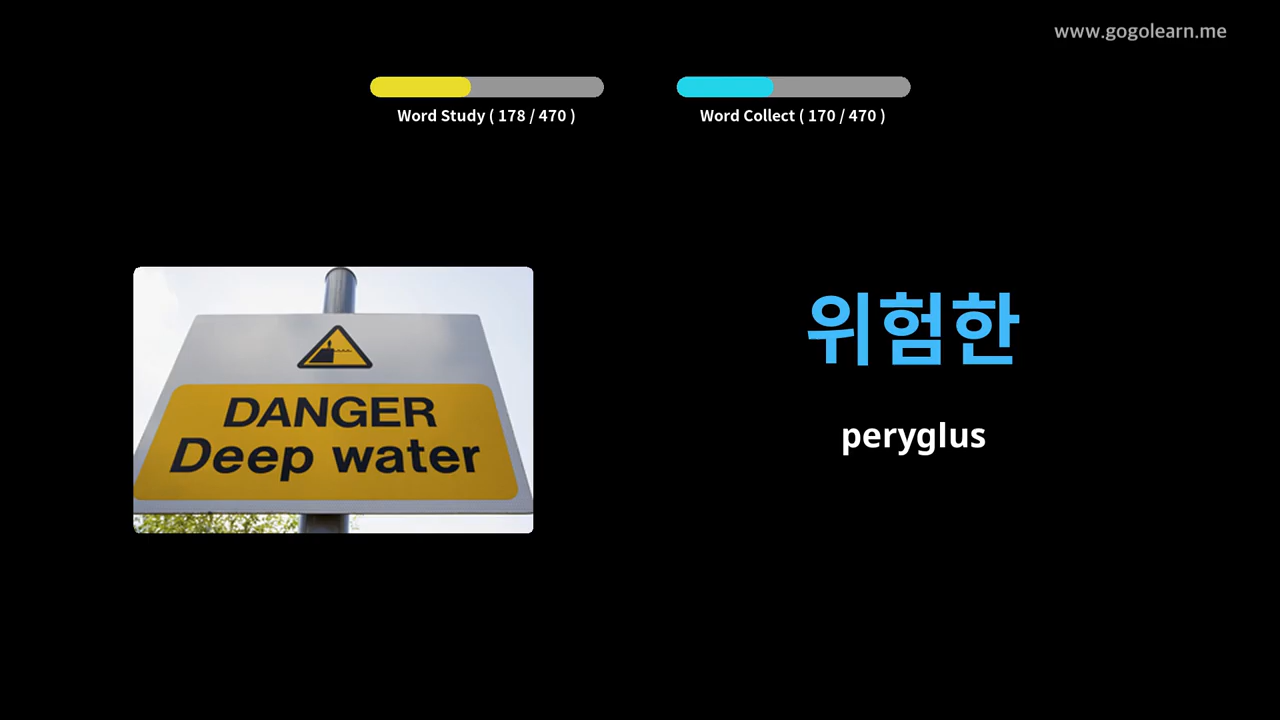 www.gogolearn.me
Word Study ( 178 / 470 )
Word Collect ( 170 / 470 )
DANGER
Deep water
위험한
peryglus